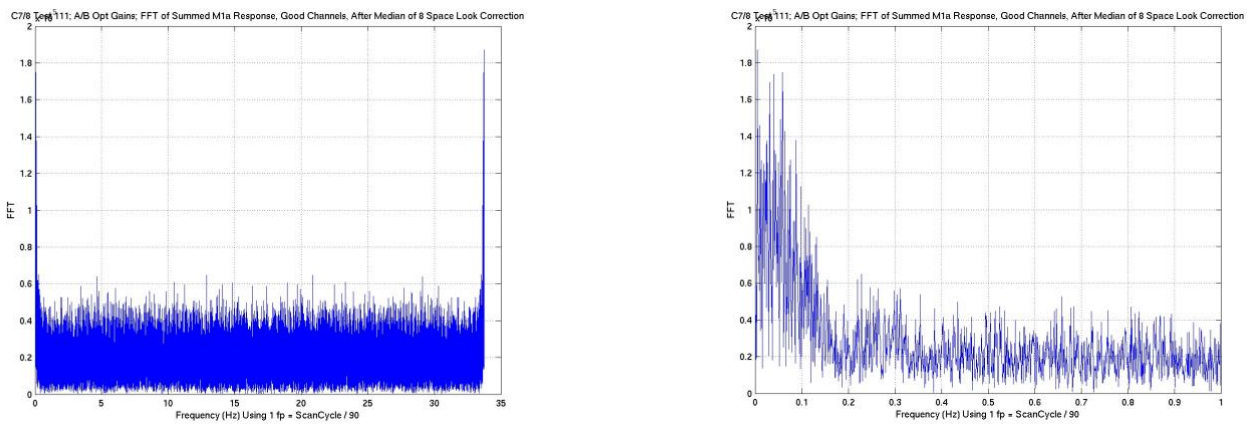 C7/8 Test 111; A/B Opt Gains; FFT of Summed M1a Response, Good Channels, After Median of 8 Space Look Correction
x 10^5
2
1.8
1.6
1.4
1.2
1
0.8
0.6
0.4
0.2
0
FFT
0 5 10 15 20 25 30 35
Frequency (Hz) Using 1 fp = ScanCycle / 90
C7/8 Test 111; A/B Opt Gains; FFT of Summed M1a Response, Good Channels, After Median of 8 Space Look Correction
x 10^5
2
1.8
1.6
1.4
1.2
1
0.8
0.6
0.4
0.2
0
FFT
0 0.1 0.2 0.3 0.4 0.5 0.6 0.7 0.8 0.9 1
Frequency (Hz) Using 1 fp = ScanCycle / 90